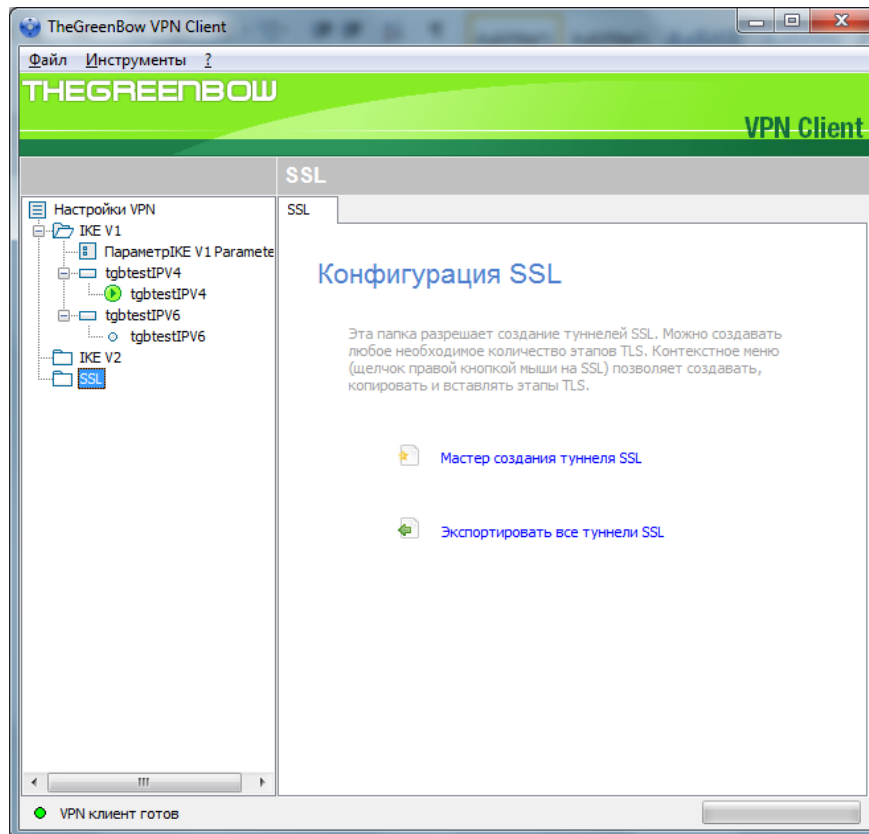 TheGreenBow VPN Client
Файл Инструменты ?
THEGREENBOW
VPN Client
SSL
Настройки VPN
IKE V1
ПараметрIKE V1 Paramete
tgbtestIPV4
tgbtestIPV4
tgbtestIPV6
tgbtestIPV6
IKE V2
SSL
SSL
Конфигурация SSL
Эта папка разрешает создание туннелей SSL. Можно создавать
любое необходимое количество этапов TLS. Контекстное меню
(щелчок правой кнопкой мыши на SSL) позволяет создавать,
копировать и вставлять этапы TLS.
Мастер создания туннеля SSL
Экспортировать все туннели SSL
VPN клиент готов